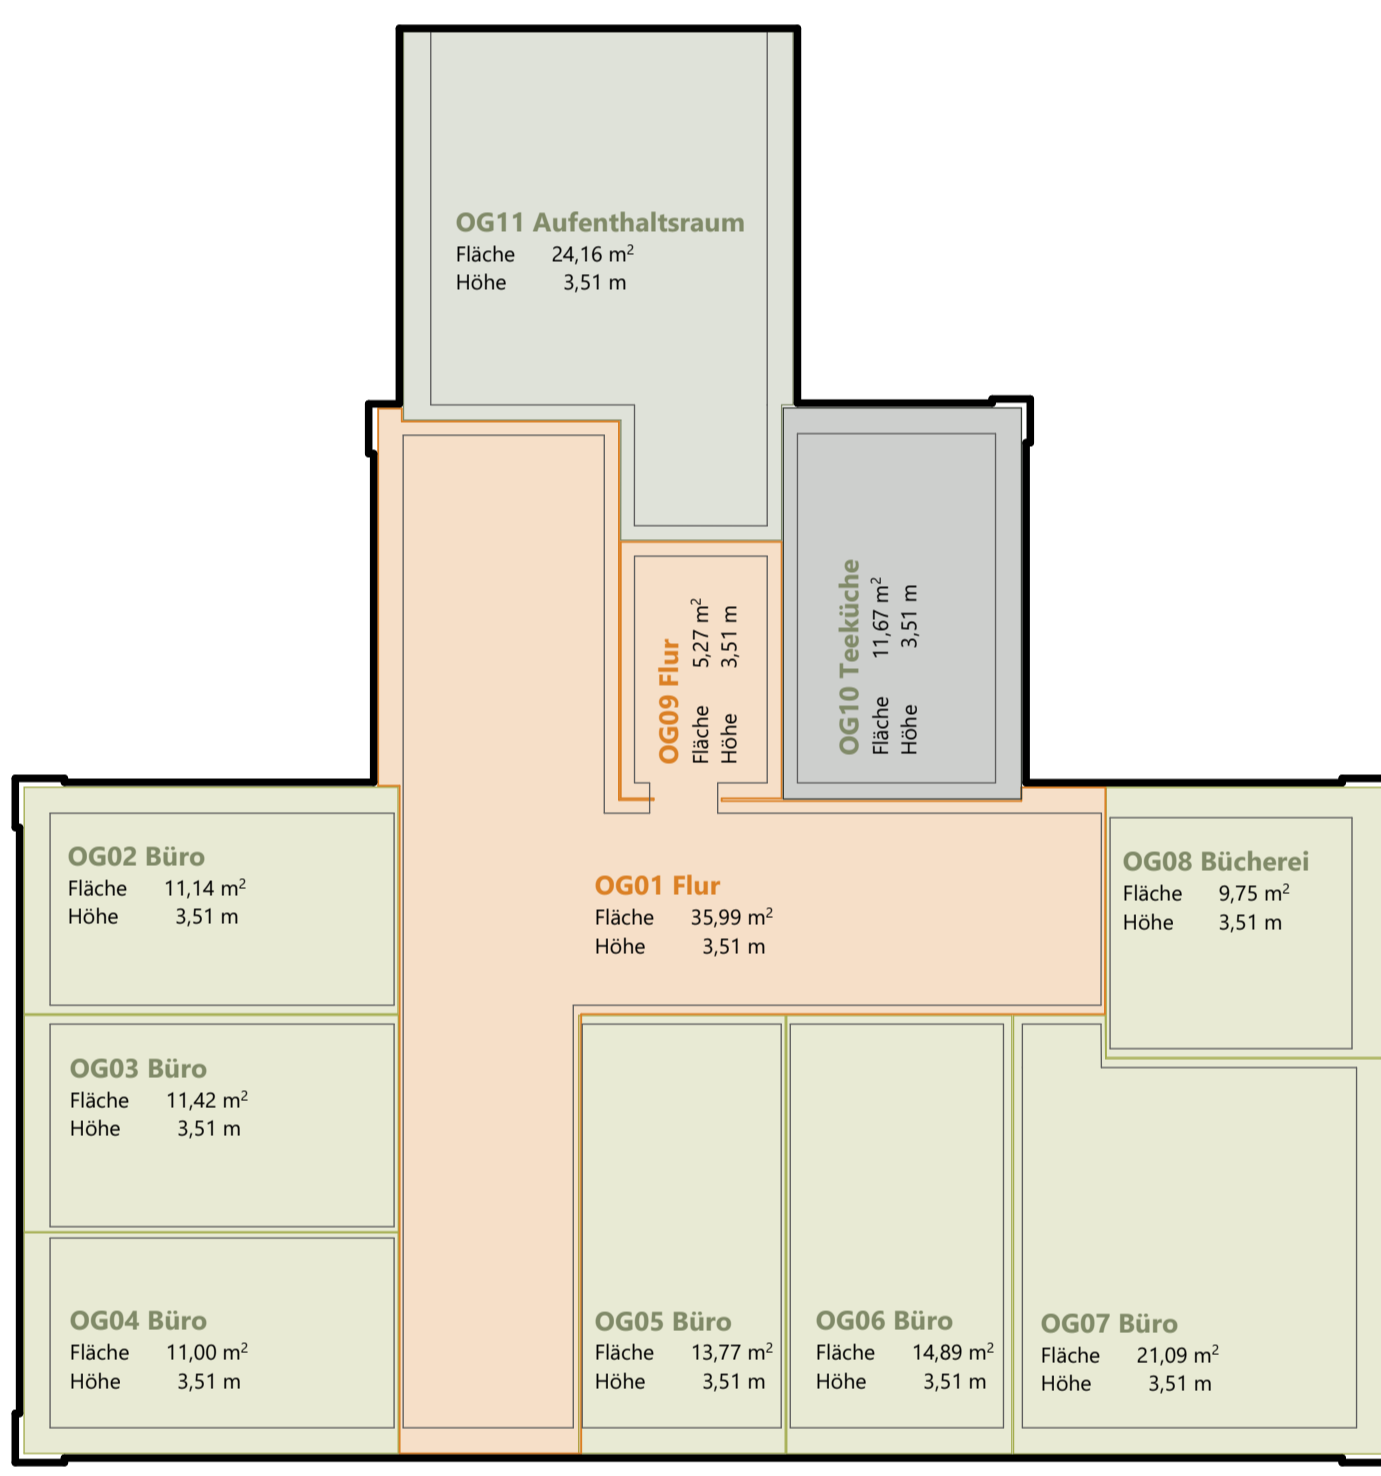 OG11 Aufenthaltsraum
Fläche 24,16 m²
Höhe 3,51 m
OG09 Flur
Fläche 5,27 m²
Höhe 3,51 m
OG10 Teeküche
Fläche 11,67 m²
Höhe 3,51 m
OG02 Büro
Fläche 11,14 m²
Höhe 3,51 m
OG01 Flur
Fläche 35,99 m²
Höhe 3,51 m
OG08 Bücherei
Fläche 9,75 m²
Höhe 3,51 m
OG03 Büro
Fläche 11,42 m²
Höhe 3,51 m
OG04 Büro
Fläche 11,00 m²
Höhe 3,51 m
OG05 Büro
Fläche 13,77 m²
Höhe 3,51 m
OG06 Büro
Fläche 14,89 m²
Höhe 3,51 m
OG07 Büro
Fläche 21,09 m²
Höhe 3,51 m